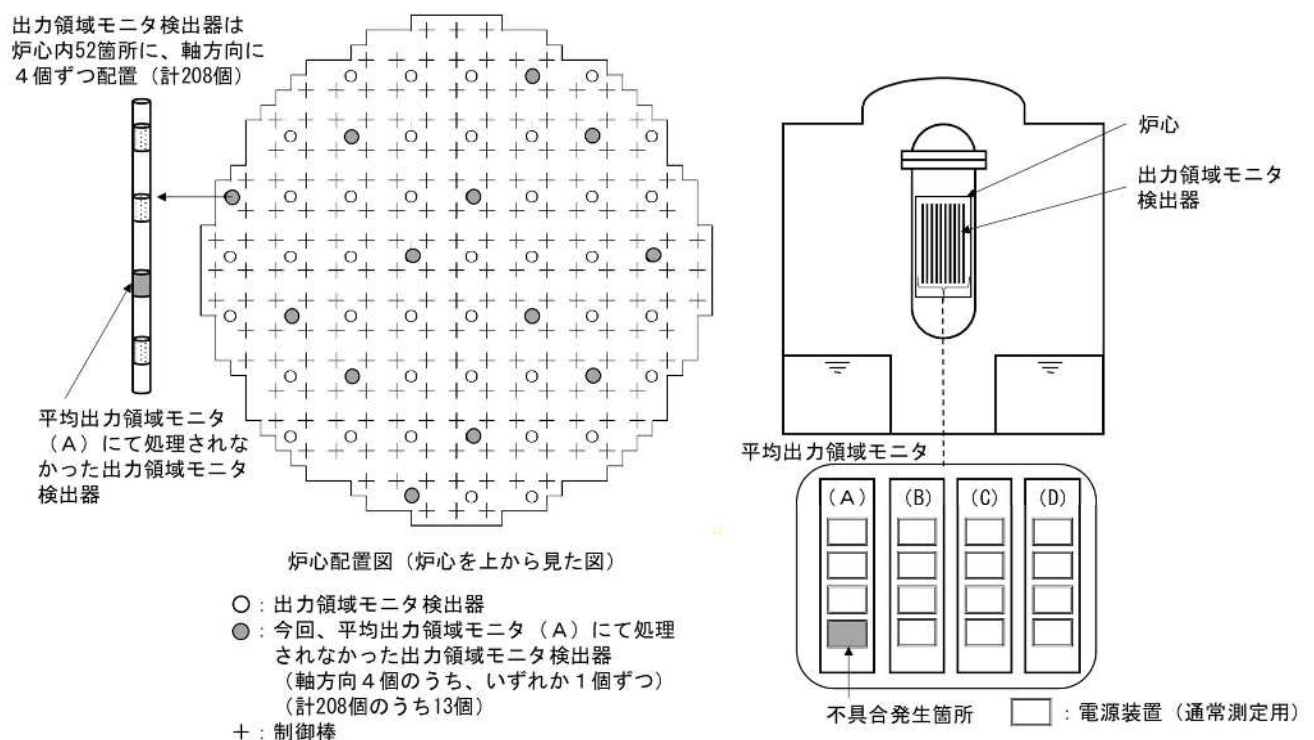 出力領域モニタ検出器は
炉心内52箇所に、軸方向に
４個ずつ配置（計208個）
平均出力領域モニタ
（Ａ）にて処理されな
かった出力領域モニタ
検出器
炉心配置図（炉心を上から見た図）
○：出力領域モニタ検出器
●：今回、平均出力領域モニタ（Ａ）にて処理
されなかった出力領域モニタ検出器
（軸方向４個のうち、いずれか１個ずつ）
（計208個のうち13個）
＋：制御棒
炉心
出力領域モニタ
検出器
平均出力領域モニタ
(A)
(B)
(C)
(D)
不具合発生箇所
：電源装置（通常測定用）